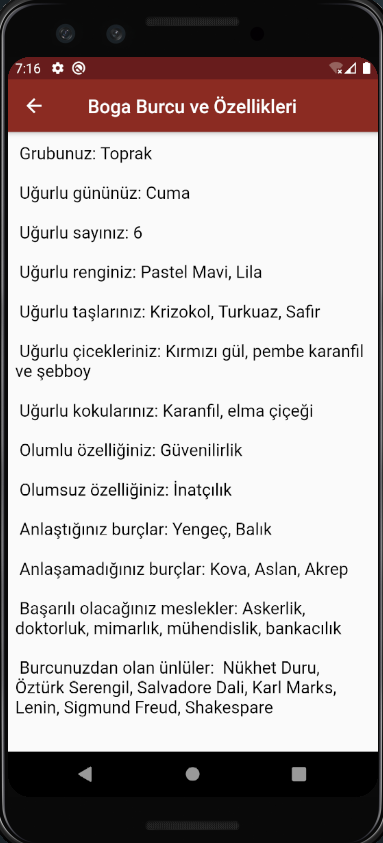 7:16
Boga Burcu ve Özellikleri
Grubunuz: Toprak
Uğurlu gününüz: Cuma
Uğurlu sayınız: 6
Uğurlu renginiz: Pastel Mavi, Lila
Uğurlu taşlarınız: Krizokol, Turkuaz, Safir
Uğurlu çicekleriniz: Kırmızı gül, pembe karanfil
ve şebboy
Uğurlu kokularınız: Karanfil, elma çiçeği
Olumlu özelliğiniz: Güvenilirlik
Olumsuz özelliğiniz: İnatçılık
Anlaştığınız burçlar: Yengeç, Balık
Anlaşamadığınız burçlar: Kova, Aslan, Akrep
Başarılı olacağınız meslekler: Askerlik,
doktorluk, mimarlık, mühendislik, bankacılık
Burcunuzdan olan ünlüler:  Nükhet Duru,
Öztürk Serengil, Salvadore Dali, Karl Marks,
Lenin, Sigmund Freud, Shakespare